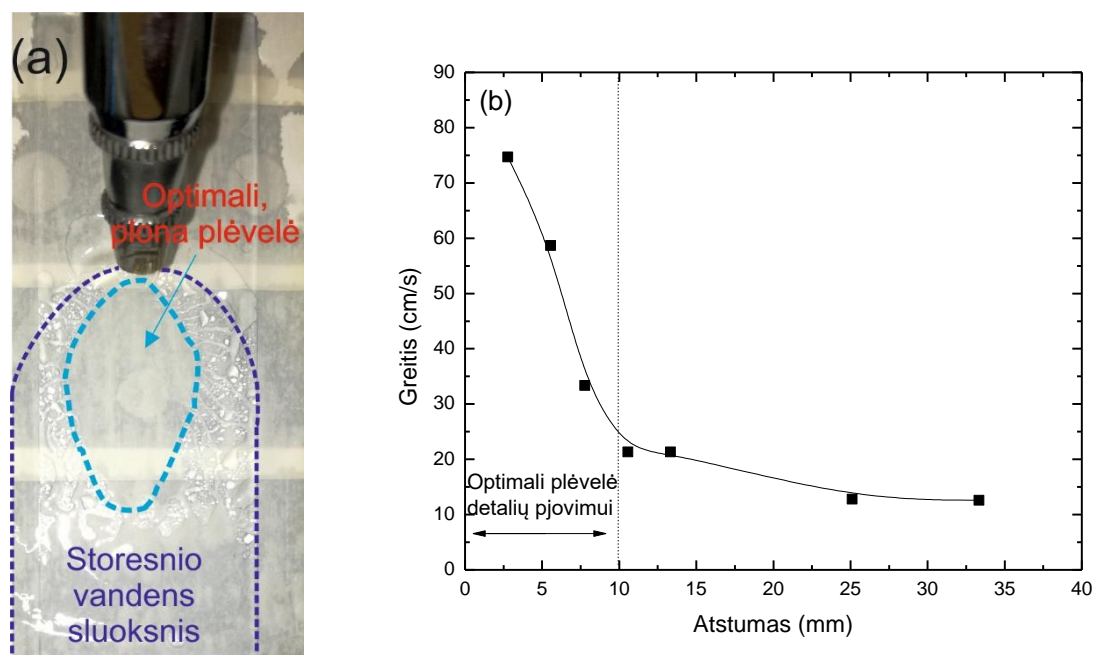 (a)
Optimali,
plona plėvelė
Storesnio
vandens
sluoksnis
(b)
90
80
70
60
50
40
30
20
10
0
Greitis (cm/s)
Optimali plėvelė
detalių pjovimui
0 5 10 15 20 25 30 35 40
Atstumas (mm)